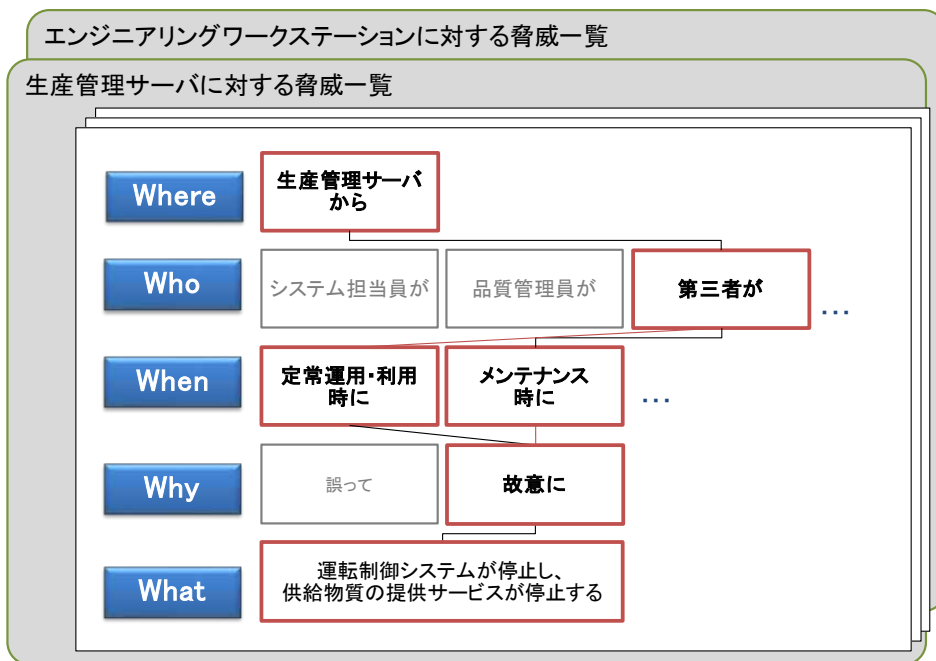 エンジニアリングワークステーションに対する脅威一覧
生産管理サーバに対する脅威一覧
Where
生産管理サーバ
から
Who
システム担当員が
品質管理員が
第三者が
...
When
定常運用・利用
時に
メンテナンス
時に
...
Why
誤って
故意に
What
運転制御システムが停止し、
供給物質の提供サービスが停止する